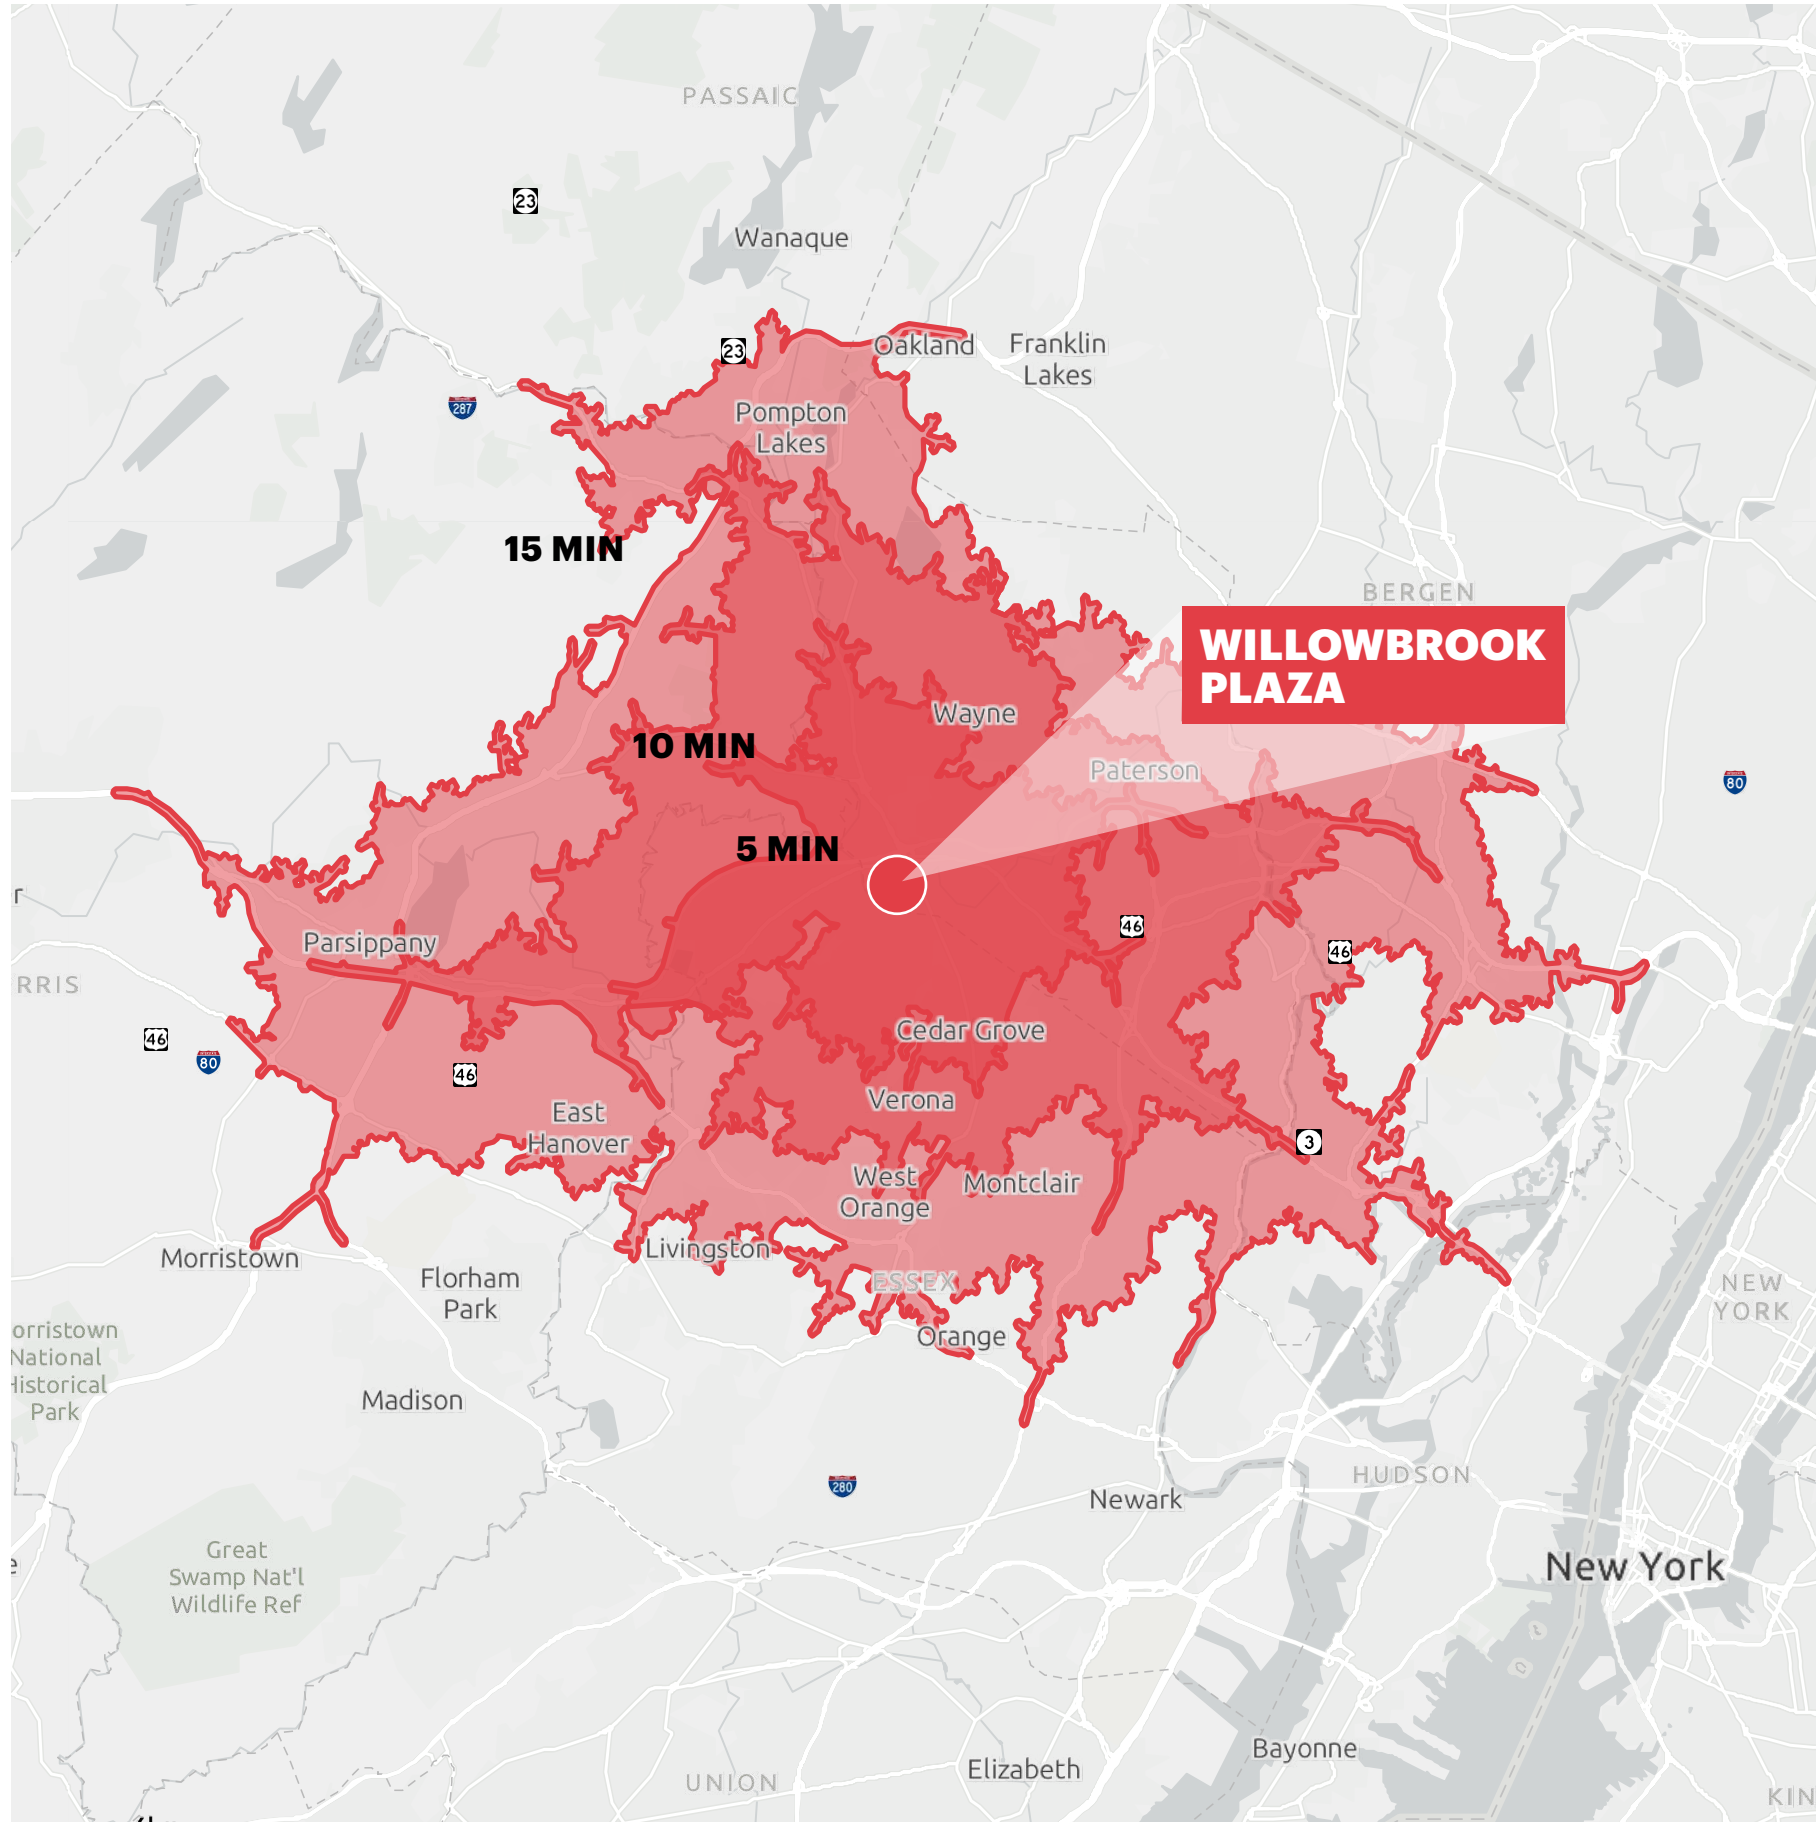 PASSAIC
23
Wanaque
23
Oakland
Franklin
Lakes
287
Pompton
Lakes
15 MIN
BERGEN
WILLOWBROOK
PLAZA
Wayne
10 MIN
Paterson
80
5 MIN
r
46
46
Parsippany
RRIS
46
80
46
Cedar Grove
Verona
East
Hanover
3
West
Orange
Montclair
Morristown
Livingston
Florham
Park
ESSEX
NEW
YORK
Orange
orristown
National
Historical
Park
Madison
280
HUDSON
Newark
Great
Swamp Nat'l
Wildlife Ref
New York
Bayonne
Elizabeth
UNION
KIN